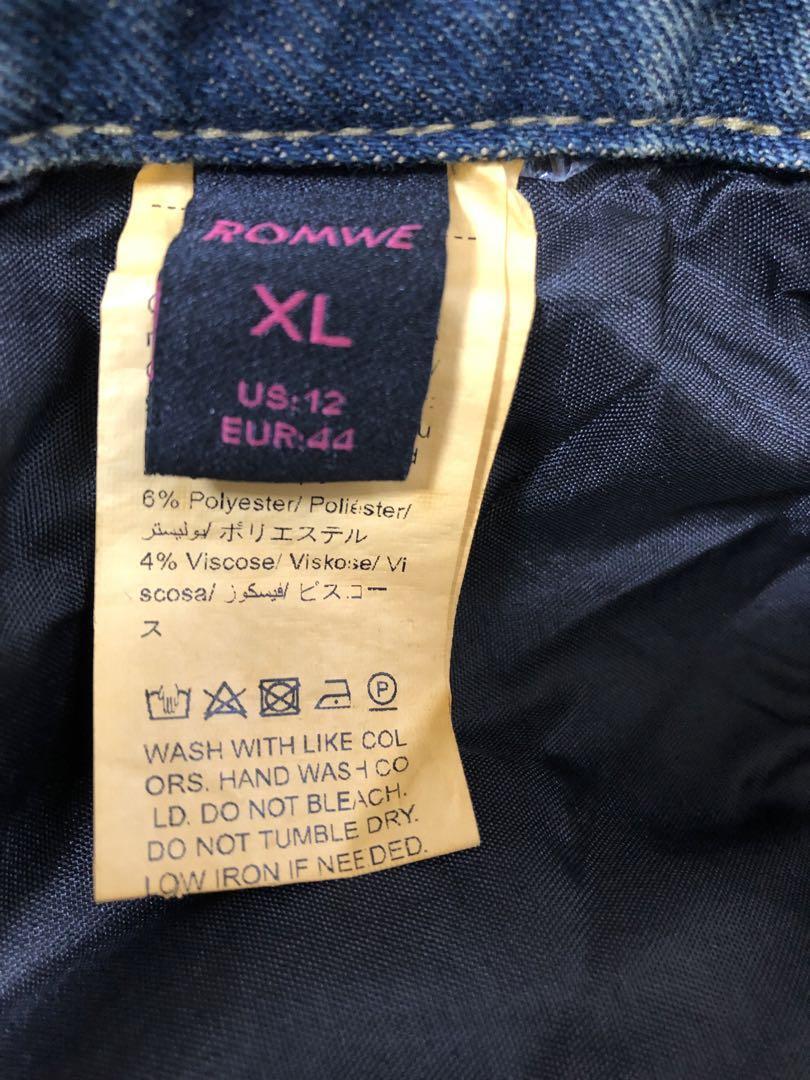 ROMWE
XL
US:12
EUR:44
6% Polyester/ Poliéster/
بوليستر/ ポリエステル
4% Viscose/ Viskose/ Vi
scosa/ فيسكوز/ ビスコー
ス
P
WASH WITH LIKE COL
ORS. HAND WASH CO
LD. DO NOT BLEACH.
DO NOT TUMBLE DRY.
LOW IRON IF NEEDED.